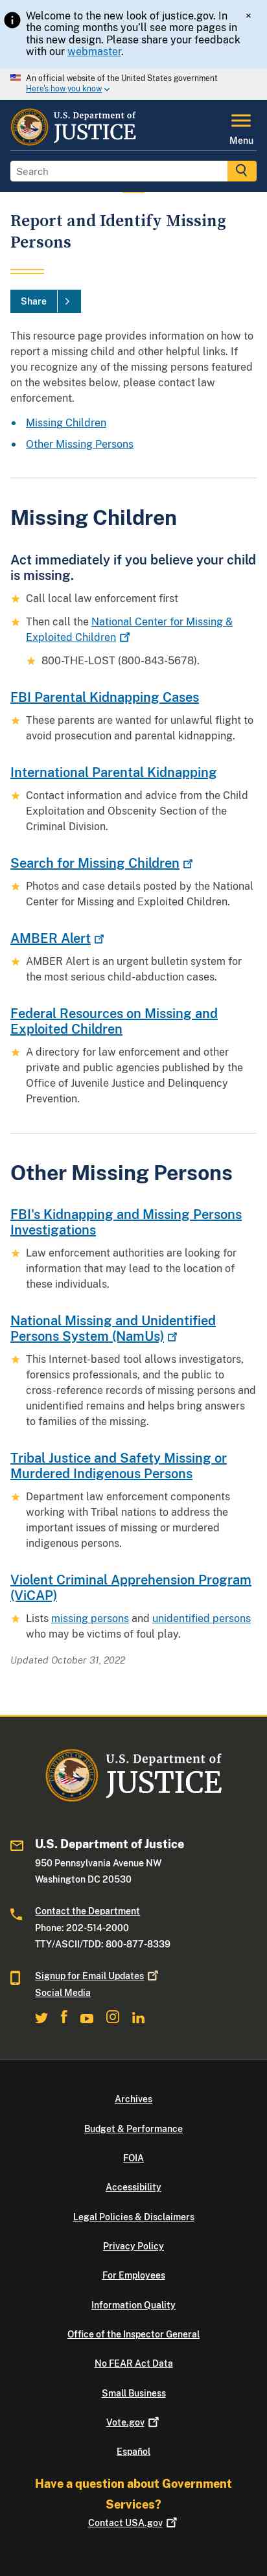 Welcome to the new look of justice.gov. In
the coming months you'll see more pages in
this new design. Please share your feedback
with our webmaster.
×
An official website of the United States government
Here's how you know
U.S. Department of
JUSTICE
Menu
Search
Report and Identify Missing
Persons
Share
This resource page provides information on how to
report a missing child and other helpful links. If
you recognize any of the missing persons featured
on the websites below, please contact law
enforcement.
Missing Children
Other Missing Persons
Missing Children
Act immediately if you believe your child
is missing.
Call local law enforcement first
Then call the National Center for Missing &
Exploited Children
800-THE-LOST (800-843-5678).
FBI Parental Kidnapping Cases
These parents are wanted for unlawful flight to
avoid prosecution and parental kidnapping.
International Parental Kidnapping
Contact information and advice from the Child
Exploitation and Obscenity Section of the
Criminal Division.
Search for Missing Children
Photos and case details posted by the National
Center for Missing and Exploited Children.
AMBER Alert
AMBER Alert is an urgent bulletin system for
the most serious child-abduction cases.
Federal Resources on Missing and
Exploited Children
A directory for law enforcement and other
private and public agencies published by the
Office of Juvenile Justice and Delinquency
Prevention.
Other Missing Persons
FBI's Kidnapping and Missing Persons
Investigations
Law enforcement authorities are looking for
information that may lead to the location of
these individuals.
National Missing and Unidentified
Persons System (NamUs)
This Internet-based tool allows investigators,
forensics professionals, and the public to
cross-reference records of missing persons and
unidentified remains and helps bring answers
to families of the missing.
Tribal Justice and Safety Missing or
Murdered Indigenous Persons
Department law enforcement components
working with Tribal nations to address the
important issues of missing or murdered
indigenous persons.
Violent Criminal Apprehension Program
(ViCAP)
Lists missing persons and unidentified persons
who may be victims of foul play.
Updated October 31, 2022
U.S. Department of
JUSTICE
U.S. Department of Justice
950 Pennsylvania Avenue NW
Washington DC 20530
Contact the Department
Phone: 202-514-2000
TTY/ASCII/TDD: 800-877-8339
Signup for Email Updates
Social Media
Archives
Budget & Performance
FOIA
Accessibility
Legal Policies & Disclaimers
Privacy Policy
For Employees
Information Quality
Office of the Inspector General
No FEAR Act Data
Small Business
Vote.gov
Español
Have a question about Government
Services?
Contact USA.gov